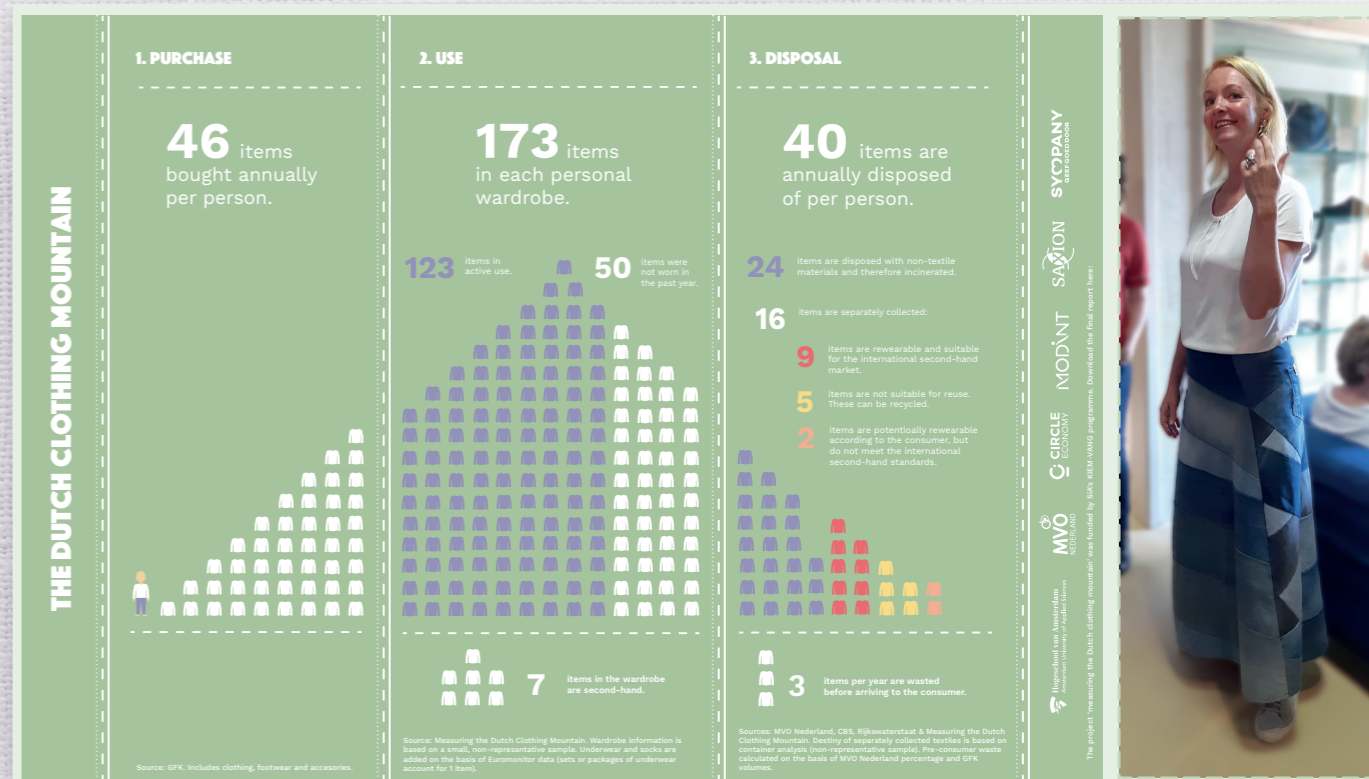 THE DUTCH CLOTHING MOUNTAIN
1. PURCHASE
46 items
bought annually
per person.
Source: GFK. Includes clothing, footwear and accesories.
2. USE
173 items
in each personal
wardrobe.
123 items in
active use.
50 items were
not worn in
the past year.
7 items in the wardrobe
are second-hand.
Source: Measuring the Dutch Clothing Mountain. Wardrobe information is
based on a small, non-represantative sample. Underwear and socks are
added on the basis of Euromonitor data (sets or packages of underwear
account for 1 item).
3. DISPOSAL
40 items are
annually disposed
of per person.
24 items are disposed with non-textile
materials and therefore incinerated.
16 items are separately collected:
9 items are rewearable and suitable
for the international second-hand
market.
5 items are not suitable for reuse.
These can be recycled.
2 items are potentially rewearable
according to the consumer, but
do not meet the international
second-hand standards.
3 items per year are wasted
before arriving to the consumer.
Sources: MVO Nederland, CBS, Rijkswaterstaat & Measuring the Dutch
Clothing Mountain. Destiny of separately collected textiles is based on
container analysis (non-representative sample). Pre-consumer waste
calculated on the basis of MVO Nederland percentage and GFK
volumes.
Hogeschool van Amsterdam
Amsterdam University of Applied Sciences
MVO
NEDERLAND
CIRCLE
ECONOMY
MODINT
SAXION
SYMPANY
GEEFGOEDDOOR
The project 'measuring the Dutch clothing mountain' was funded by SIA's KIEM-VANG programme. Download the final report here: